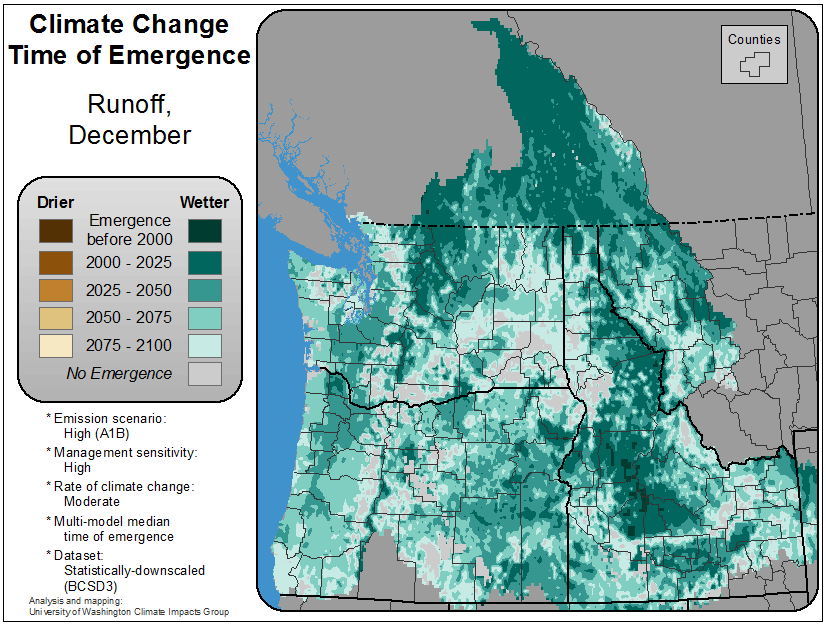 Climate Change
Time of Emergence
Runoff,
December
Drier
Wetter
Emergence
before 2000
2000 - 2025
2025 - 2050
2050 - 2075
2075 - 2100
No Emergence
* Emission scenario:
High (A1B)
* Management sensitivity:
High
* Rate of climate change:
Moderate
* Multi-model median
time of emergence
* Dataset:
Statistically-downscaled
(BCSD3)
Analysis and mapping:
University of Washington Climate Impacts Group
Counties